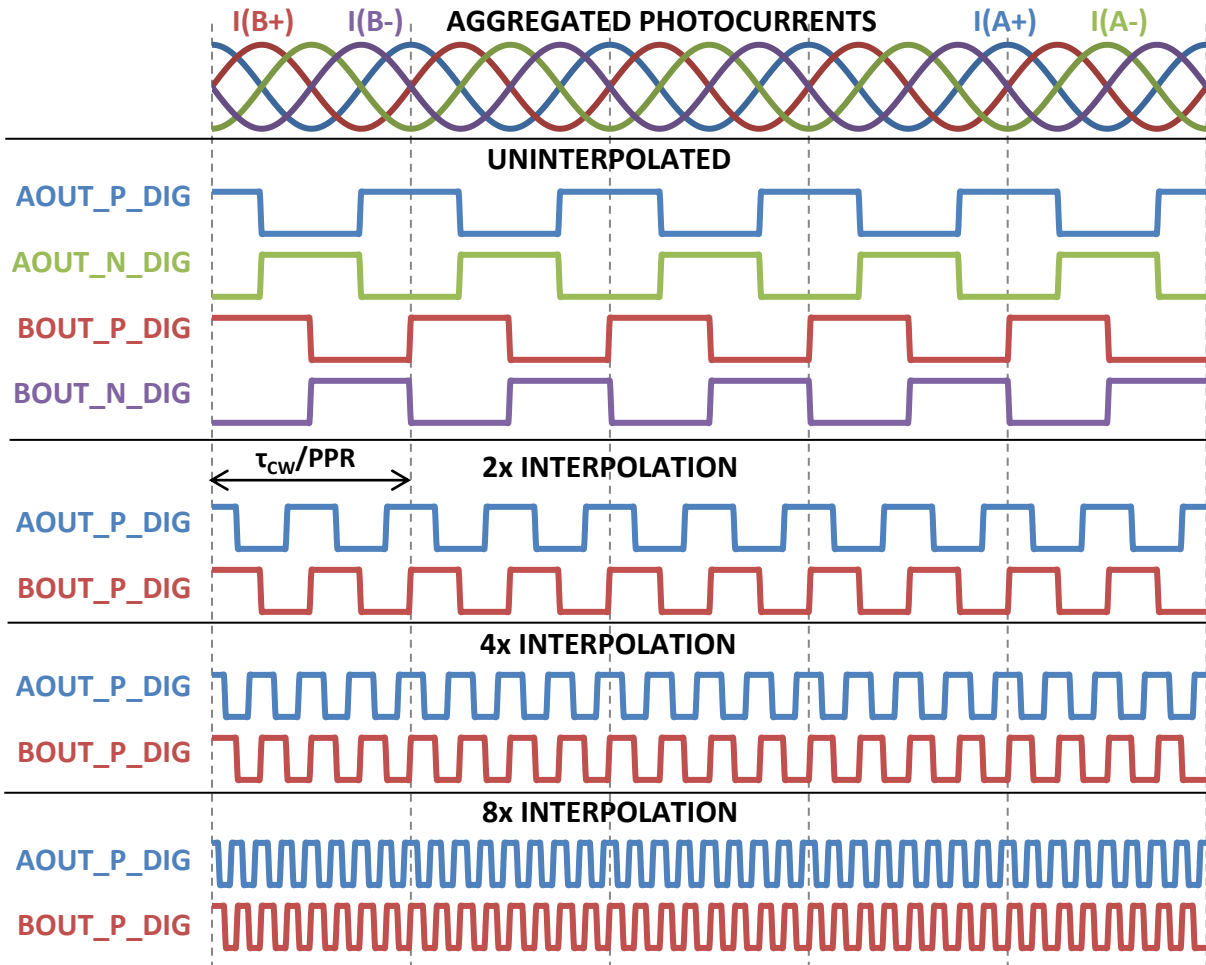 I(B+) I(B-) AGGREGATED PHOTOCURRENTS I(A+) I(A-)
UNINTERPOLATED
AOUT_P_DIG
AOUT_N_DIG
BOUT_P_DIG
BOUT_N_DIG
τCW/PPR 2x INTERPOLATION
AOUT_P_DIG
BOUT_P_DIG
4x INTERPOLATION
AOUT_P_DIG
BOUT_P_DIG
8x INTERPOLATION
AOUT_P_DIG
BOUT_P_DIG